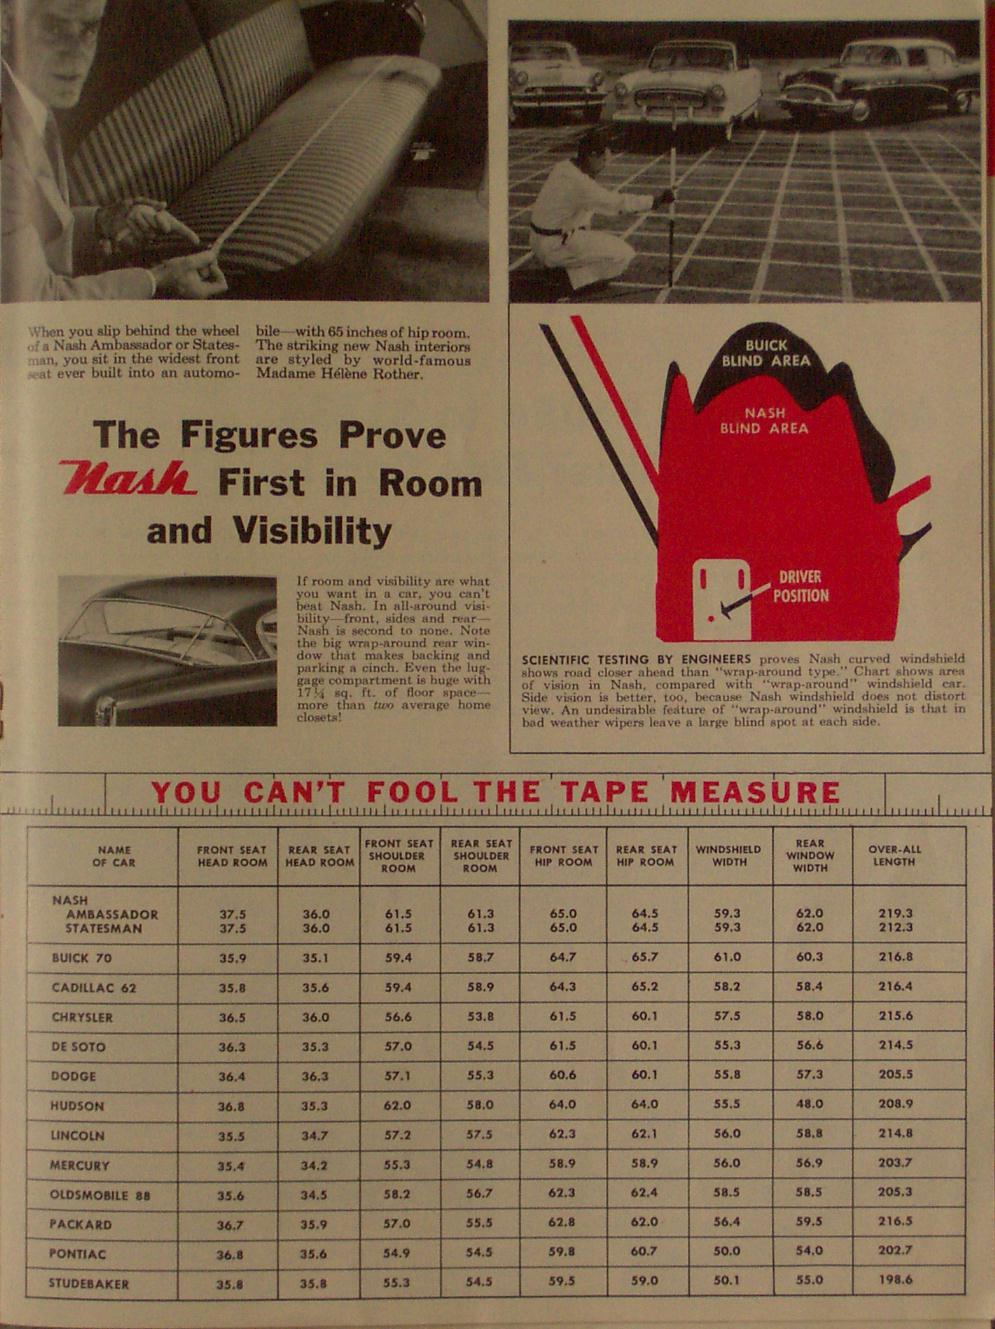 When you slip behind the wheel
of a Nash Ambassador or States-
man, you sit in the widest front
seat ever built into an automo-
bile—with 65 inches of hip room.
The striking new Nash interiors
are styled by world-famous
Madame Hélène Rother.
The Figures Prove
Nash First in Room
and Visibility
If room and visibility are what
you want in a car, you can't
beat Nash. In all-around visi-
bility—front, sides and rear—
Nash is second to none. Note
the big wrap-around rear win-
dow that makes backing and
parking a cinch. Even the lug-
gage compartment is huge with
17¼ sq. ft. of floor space—
more than two average home
closets!
BUICK
BLIND AREA
NASH
BLIND AREA
DRIVER
POSITION
SCIENTIFIC TESTING BY ENGINEERS proves Nash curved windshield
shows road closer ahead than "wrap-around type." Chart shows area
of vision in Nash, compared with "wrap-around" windshield car.
Side vision is better, too, because Nash windshield does not distort
view. An undesirable feature of "wrap-around" windshield is that in
bad weather wipers leave a large blind spot at each side.
YOU CAN'T FOOL THE TAPE MEASURE
NAME OF CAR FRONT SEAT HEAD ROOM REAR SEAT HEAD ROOM FRONT SEAT SHOULDER ROOM REAR SEAT SHOULDER ROOM FRONT SEAT HIP ROOM REAR SEAT HIP ROOM WINDSHIELD WIDTH REAR WINDOW WIDTH OVER-ALL LENGTH
NASH
AMBASSADOR 37.5 36.0 61.5 61.3 65.0 64.5 59.3 62.0 219.3
STATESMAN 37.5 36.0 61.5 61.3 65.0 64.5 59.3 62.0 212.3
BUICK 70 35.9 35.1 59.4 58.7 64.7 65.7 61.0 60.3 216.8
CADILLAC 62 35.8 35.6 59.4 58.9 64.3 65.2 58.2 58.4 216.4
CHRYSLER 36.5 36.0 56.6 53.8 61.5 60.1 57.5 58.0 215.6
DE SOTO 36.3 35.3 57.0 54.5 61.5 60.1 55.3 56.6 214.5
DODGE 36.4 36.3 57.1 55.3 60.6 60.1 55.8 57.3 205.5
HUDSON 36.8 35.3 62.0 58.0 64.0 64.0 55.5 48.0 208.9
LINCOLN 35.5 34.7 57.2 57.5 62.3 62.1 56.0 58.8 214.8
MERCURY 35.4 34.2 55.3 54.8 58.9 58.9 56.0 56.9 203.7
OLDSMOBILE 88 35.6 34.5 58.2 56.7 62.3 62.4 58.5 58.5 205.3
PACKARD 36.7 35.9 57.0 55.5 62.8 62.0 56.4 59.5 216.5
PONTIAC 36.8 35.6 54.9 54.5 59.8 60.7 50.0 54.0 202.7
STUDEBAKER 35.8 35.8 55.3 54.5 59.5 59.0 50.1 55.0 198.6